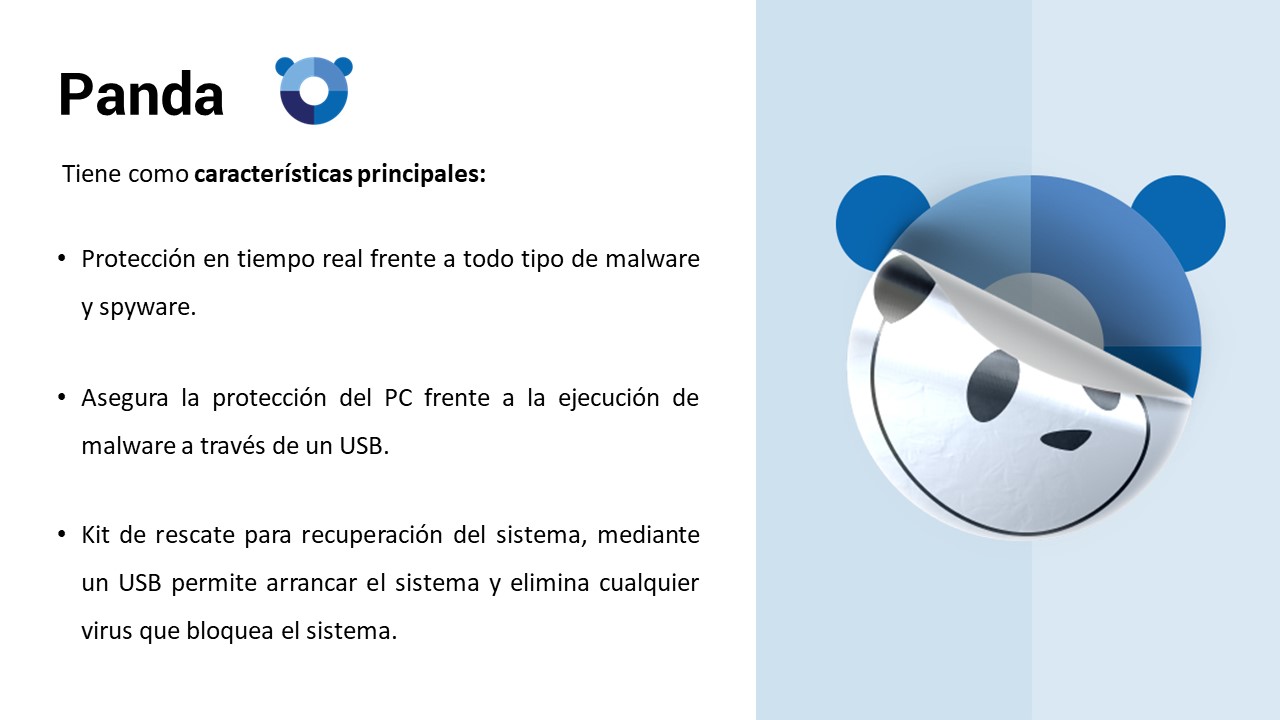 Panda
Tiene como características principales:
• Protección en tiempo real frente a todo tipo de malware
y spyware.
• Asegura la protección del PC frente a la ejecución de
malware a través de un USB.
• Kit de rescate para recuperación del sistema, mediante
un USB permite arrancar el sistema y elimina cualquier
virus que bloquea el sistema.